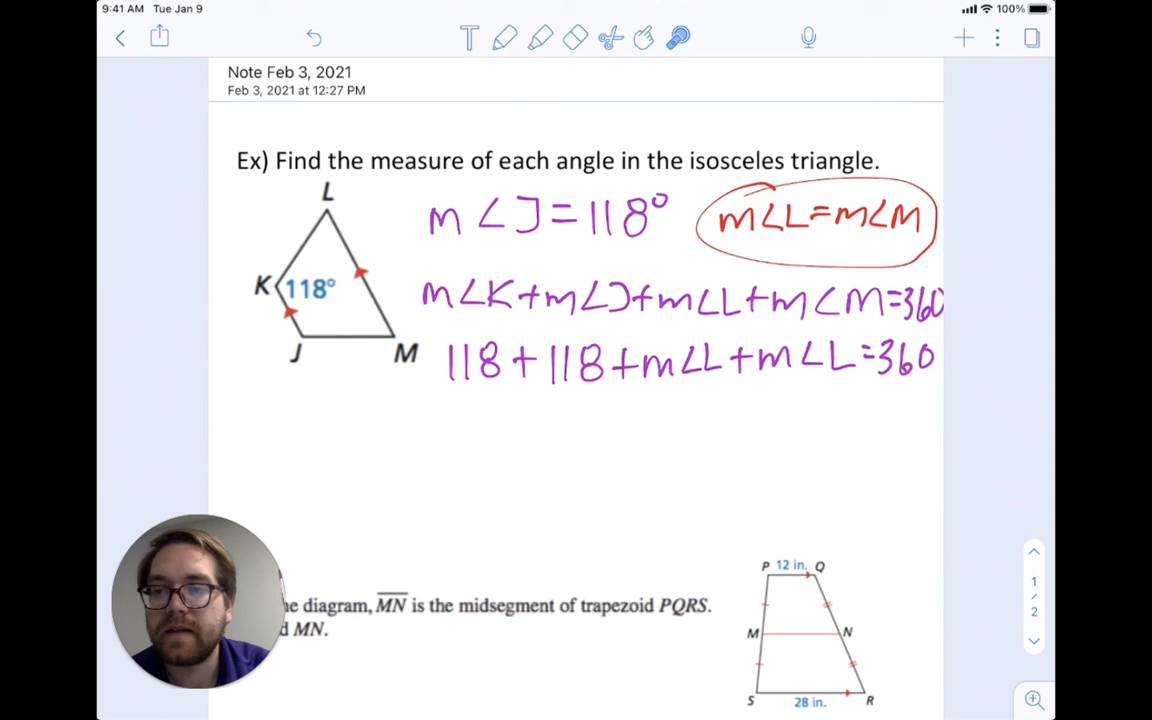 9:41 AM Tue Jan 9
100%
T
Note Feb 3, 2021
Feb 3, 2021 at 12:27 PM
Ex) Find the measure of each angle in the isosceles triangle.
L
K 118°
J M
m∠J=118°
m∠L=m∠M
m∠K+m∠J+m∠L+m∠M=360
118+118+m∠L+m∠L=360
1
/
2
he diagram, MN is the midsegment of trapezoid PQRS.
d MN.
P 12 in. Q
M N
S 28 in. R